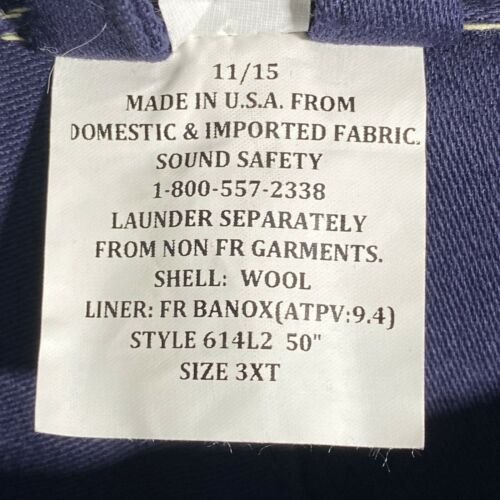 11/15
MADE IN U.S.A. FROM
DOMESTIC & IMPORTED FABRIC.
SOUND SAFETY
1-800-557-2338
LAUNDER SEPARATELY
FROM NON FR GARMENTS.
SHELL: WOOL
LINER: FR BANOX(ATPV:9.4)
STYLE 614L2 50"
SIZE 3XT